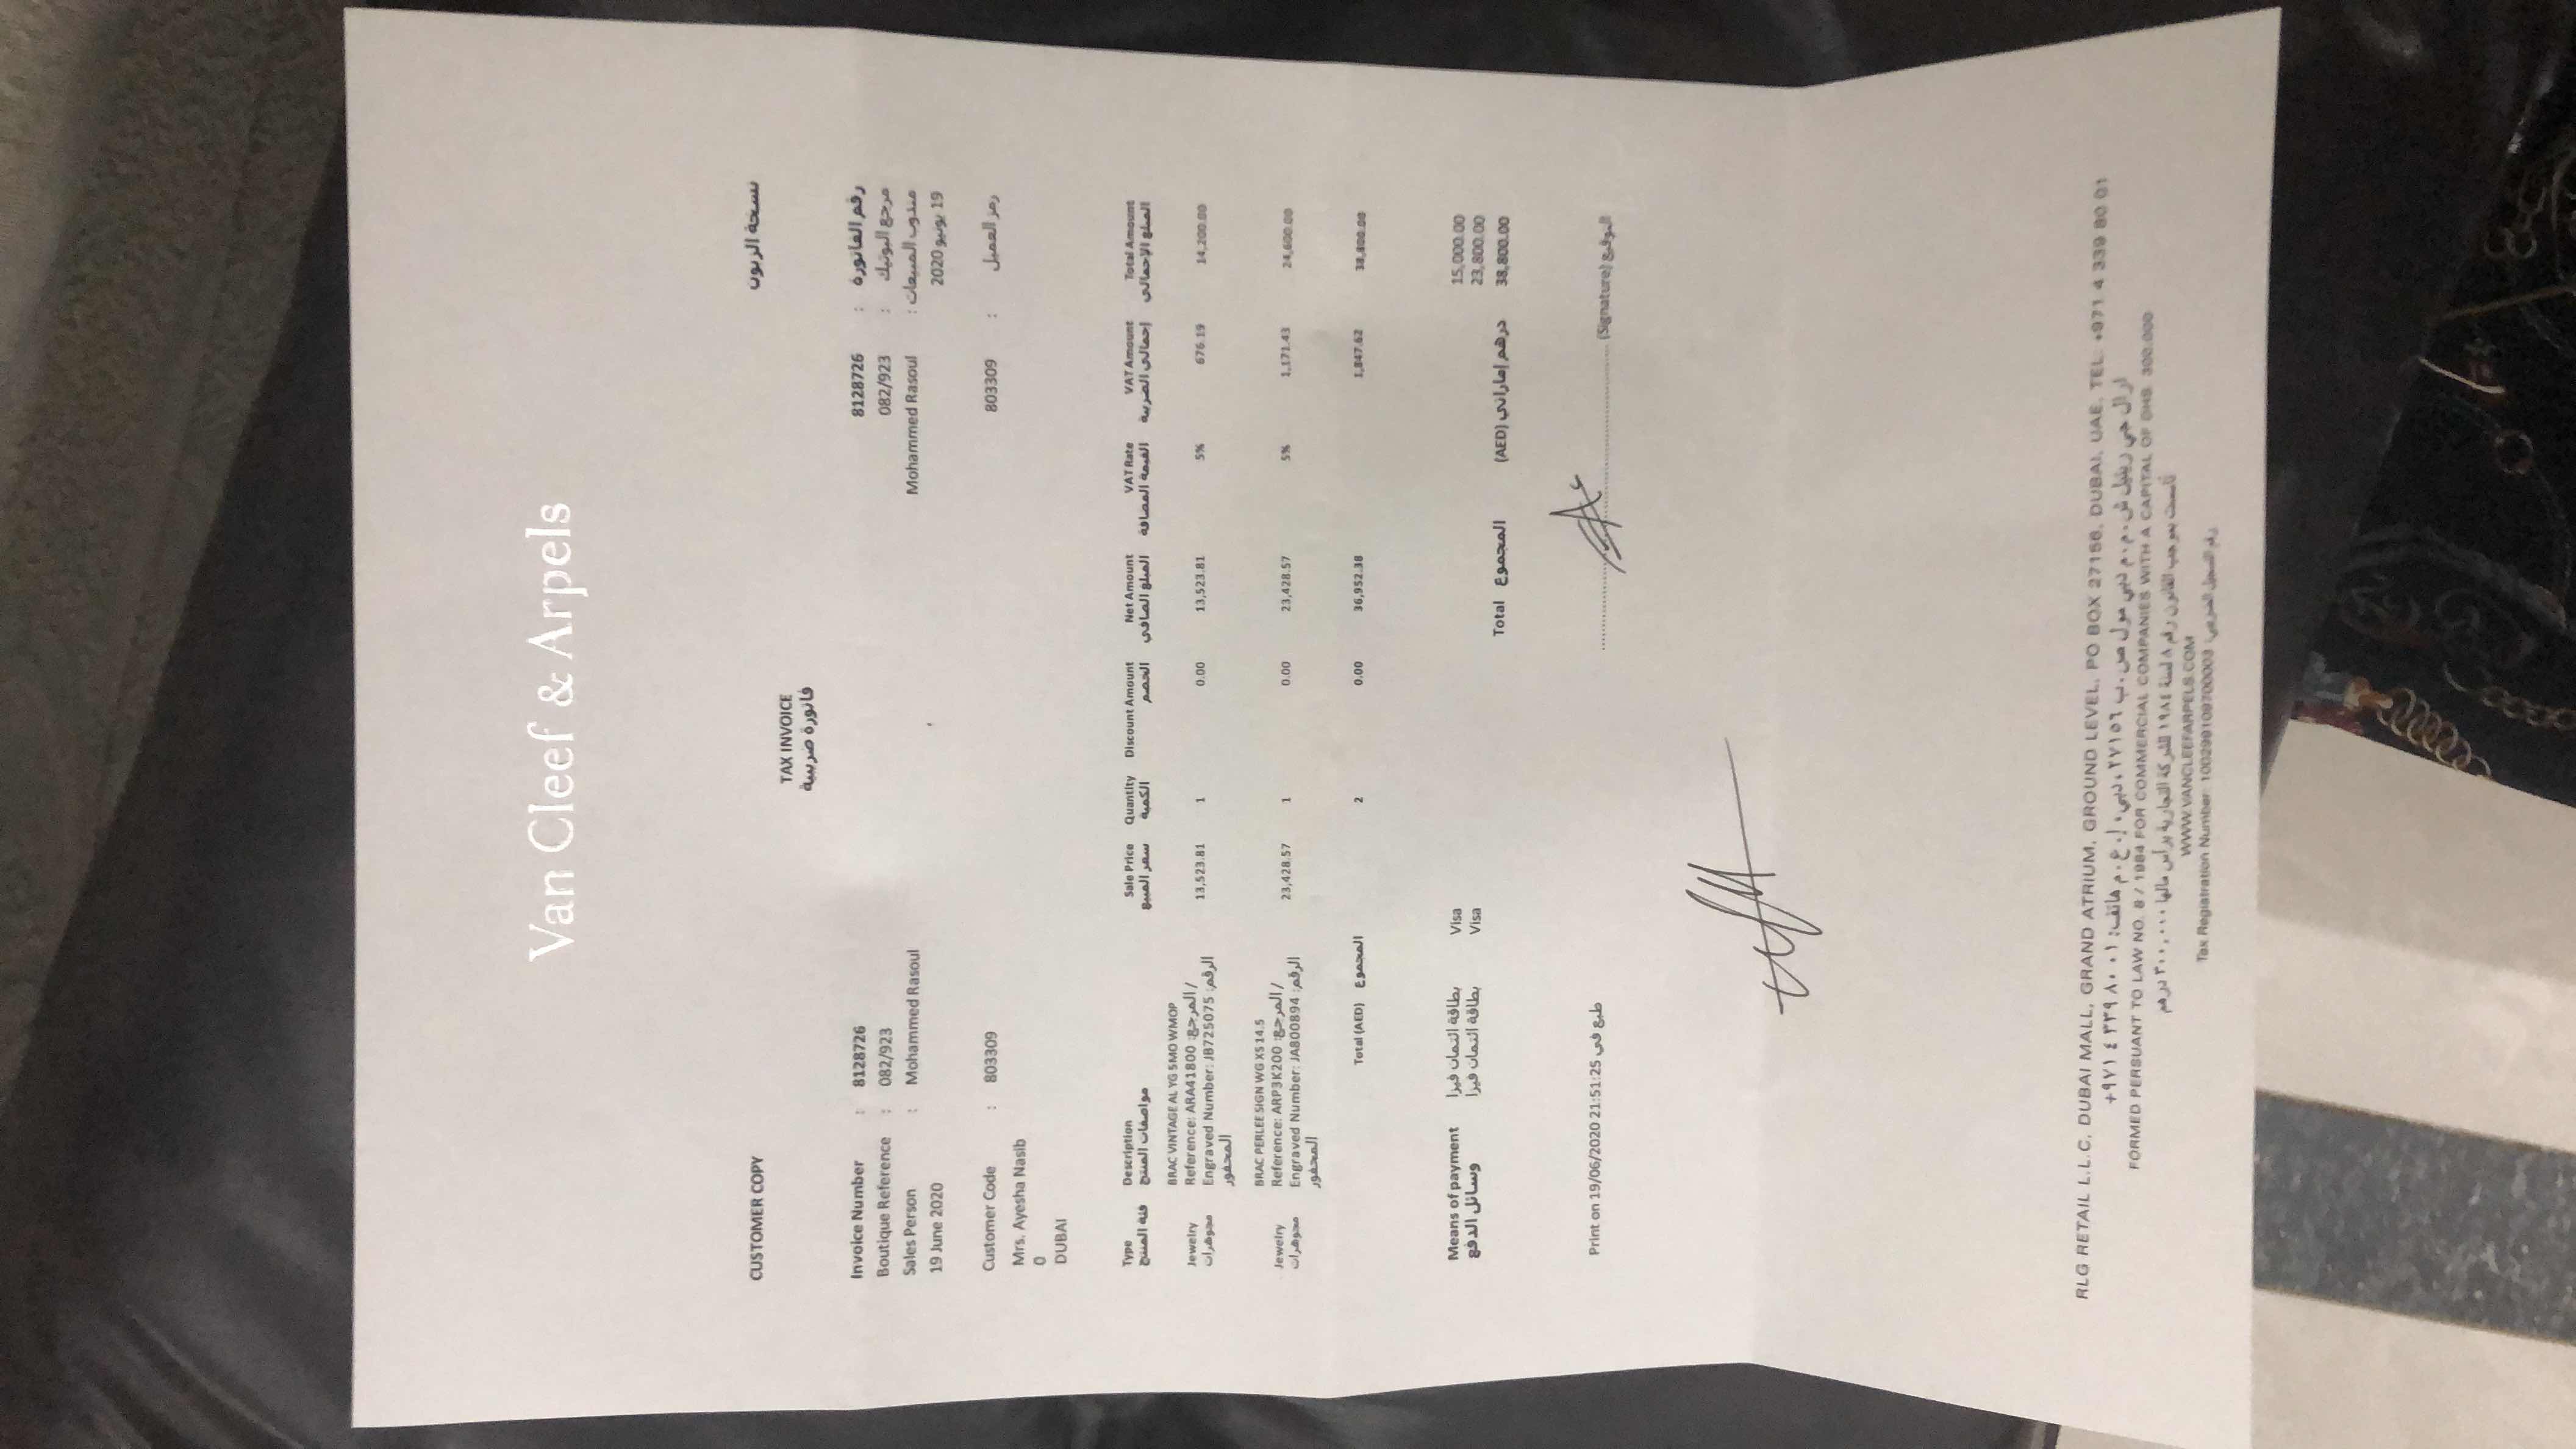 Van Cleef & Arpels
CUSTOMER COPY نسخة الزبون
TAX INVOICE
فاتورة ضريبية
Invoice Number : 8128726 8128726 : رقم الفاتورة
Boutique Reference : 082/923 082/923 : مرجع البوتيك
Sales Person : Mohammed Rasoul Mohammed Rasoul : مندوب المبيعات
19 June 2020 19 يونيو 2020
Customer Code : 803309 803309 : رمز العميل
Mrs. Ayesha Nasib
0
DUBAI
Type Description Sale Price Quantity Discount Amount Net Amount VAT Rate VAT Amount Total Amount
فئة المنتج مواصفات المنتج سعر المبيع الكمية الخصم المبلغ الصافي القيمة المضافة إجمالي الضريبة المبلغ الإجمالي
BRAC VINTAGE AL YG 5MO WMOP
Jewelry Reference: ARA41800 :المرجع /
مجوهرات Engraved Number: JB725075 :الرقم 13,523.81 1 0.00 13,523.81 5% 676.19 14,200.00
المحفور
BRAC PERLEE SIGN WG XS 14.5
Jewelry Reference: ARP3K200 :المرجع /
مجوهرات Engraved Number: JA800894 :الرقم 23,428.57 1 0.00 23,428.57 5% 1,171.43 24,600.00
المحفور
Total (AED) المجموع 2 0.00 36,952.38 1,847.62 38,800.00
Means of payment بطاقة ائتمان فيزا Visa 15,000.00
وسائل الدفع بطاقة ائتمان فيزا Visa 23,800.00
Total المجموع (AED) درهم إماراتي 38,800.00
Print on 19/06/2020 21:51:25 طبع في
(Signature) التوقيع
RLG RETAIL L.L.C, DUBAI MALL, GRAND ATRIUM, GROUND LEVEL, PO BOX 27156, DUBAI, UAE, TEL: +971 4 339 80 01
ار ال جي ريتيل ش.م.م دبي مول ص.ب ٢٧١٥٦، دبي، إ.ع.م هاتف: ٠١ ٨٠ ٣٣٩ ٤ ٩٧١+
FORMED PERSUANT TO LAW NO. 8 / 1984 FOR COMMERCIAL COMPANIES WITH A CAPITAL OF DHS. 300.000
تأسست بموجب القانون رقم ٨ لسنة ١٩٨٤ للشركة التجارية برأس مالها ٣٠٠,٠٠٠ درهم
WWW.VANCLEEFARPELS.COM
Tax Registration Number: 100299109700003 رقم التسجيل الضريبي: